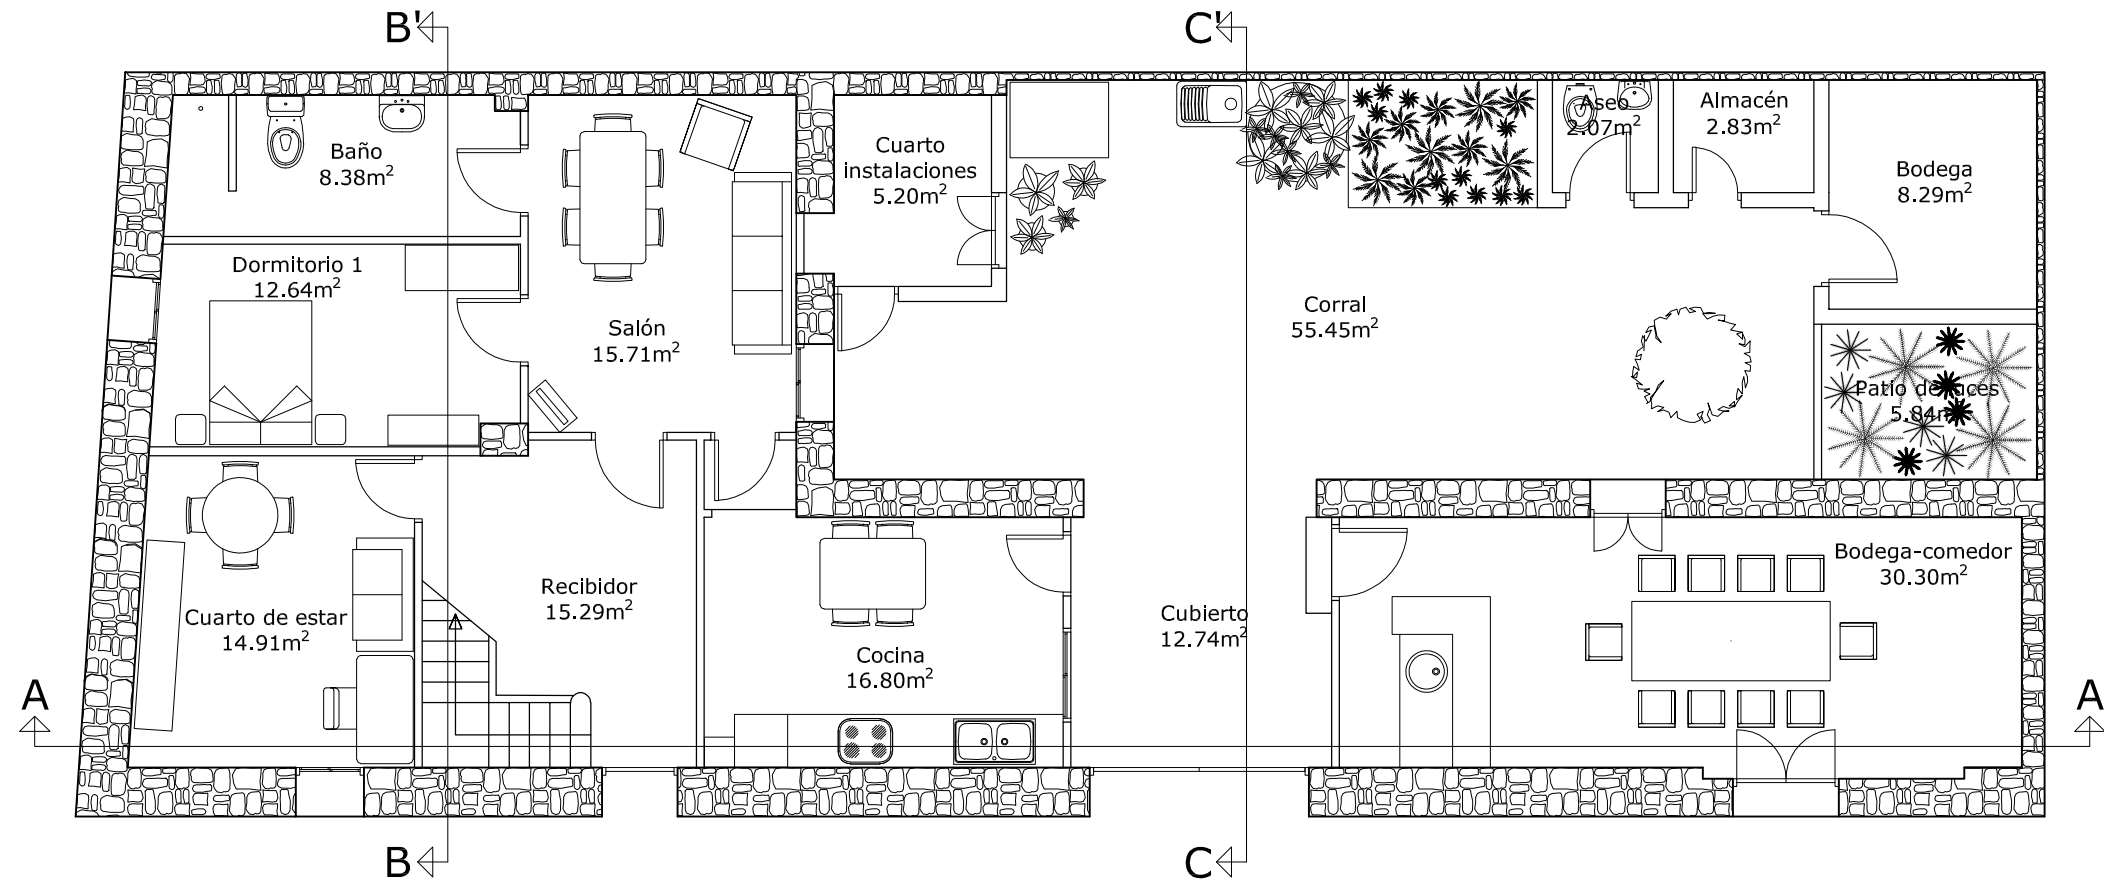 B'
C'
Baño
8.38m²
Cuarto
instalaciones
5.20m²
Aseo
2.07m²
Almacén
2.83m²
Bodega
8.29m²
Dormitorio 1
12.64m²
Salón
15.71m²
Corral
55.45m²
Patio de luces
5.84m²
Cuarto de estar
14.91m²
Recibidor
15.29m²
Cocina
16.80m²
Cubierto
12.74m²
Bodega-comedor
30.30m²
A
A
B
C